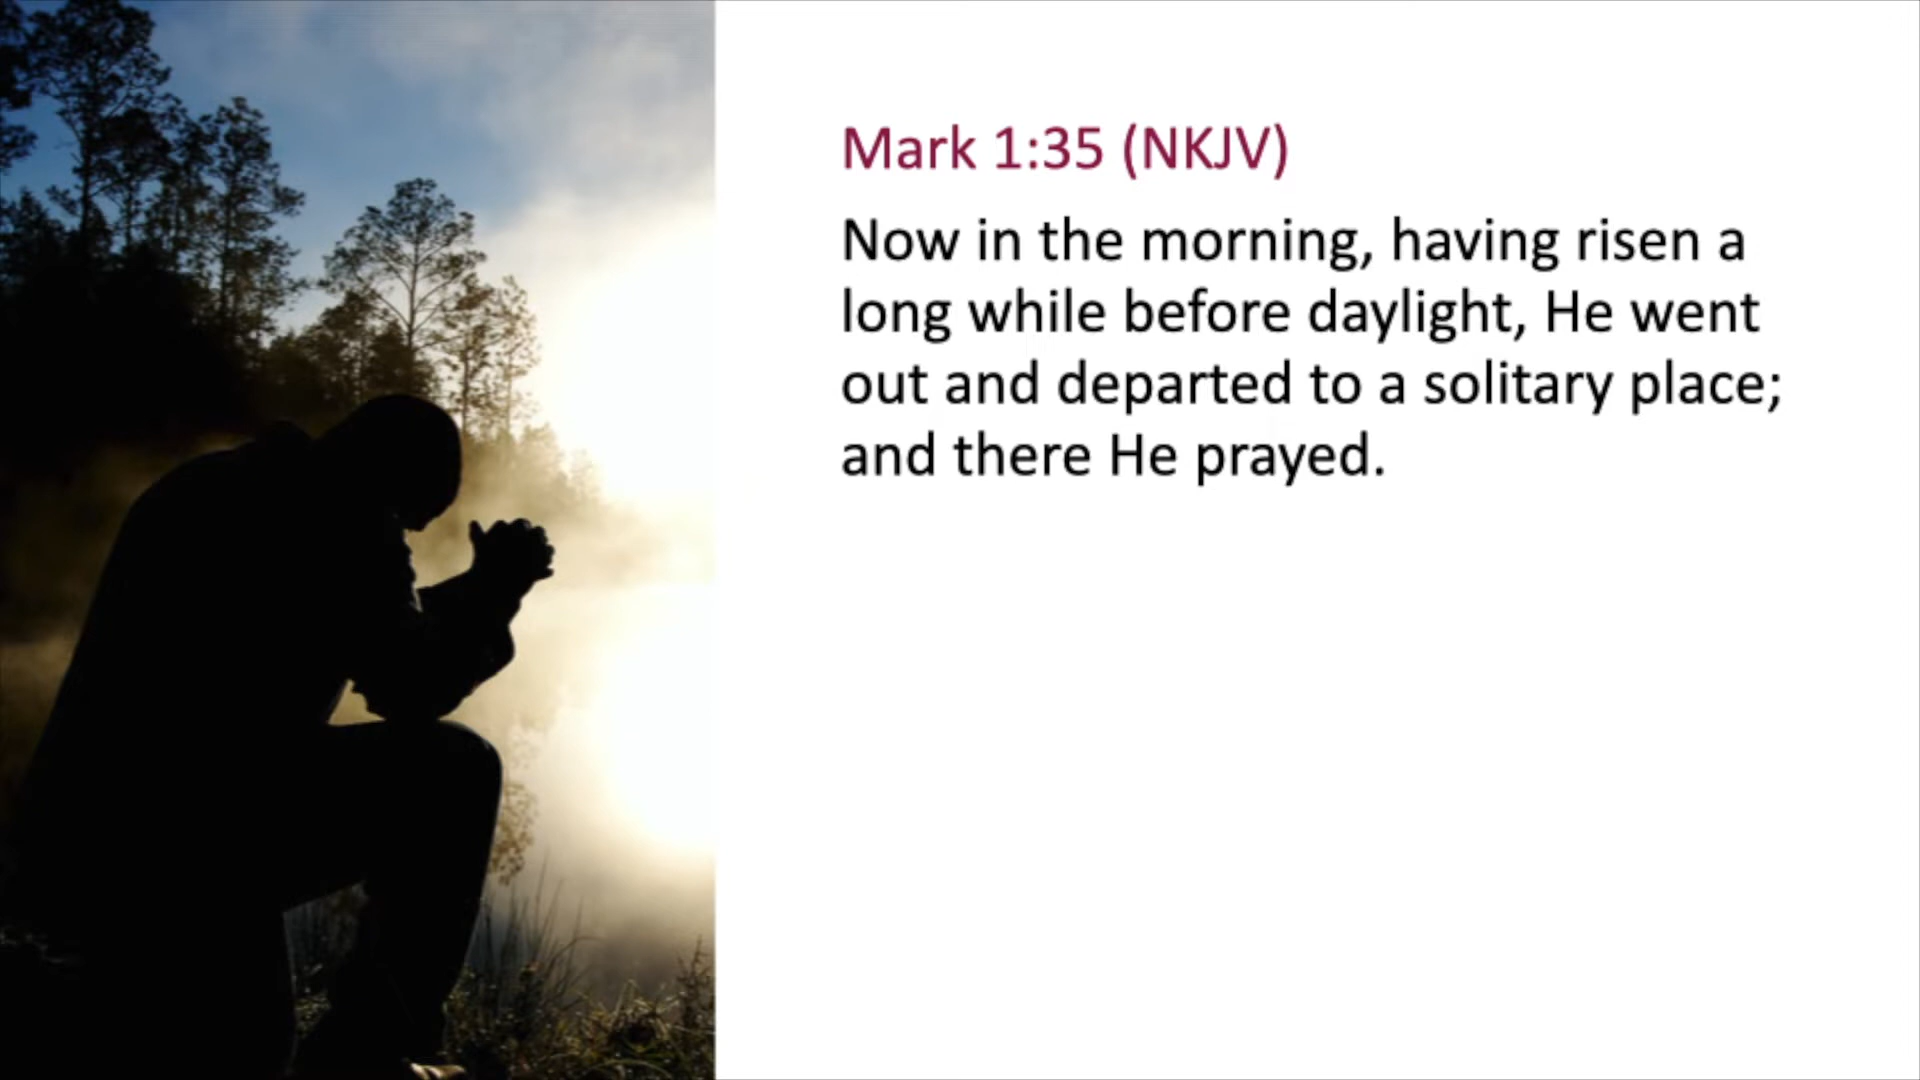 Mark 1:35 (NKJV)
Now in the morning, having risen a
long while before daylight, He went
out and departed to a solitary place;
and there He prayed.